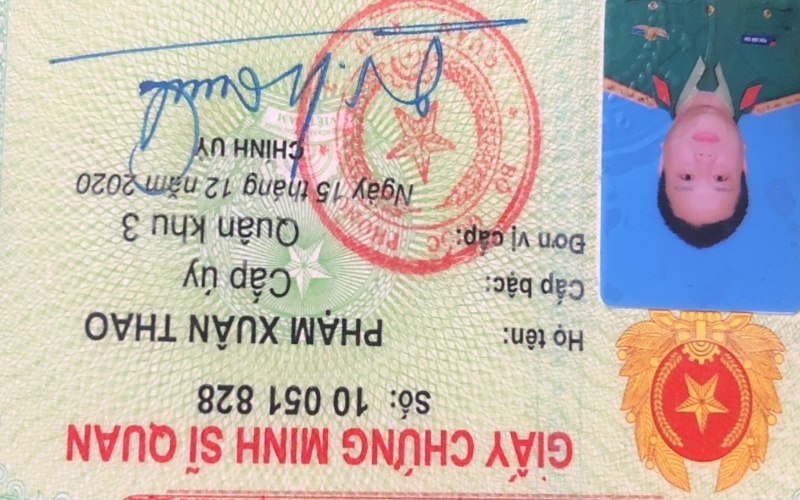 GIẤY CHỨNG MINH SĨ QUAN
Số: 10 051 828
Họ tên: PHẠM XUÂN THAO
Cấp bậc: Cấp úy
Đơn vị cấp: Quân khu 3
Ngày 15 tháng 12 năm 2020
CHÍNH UỶ